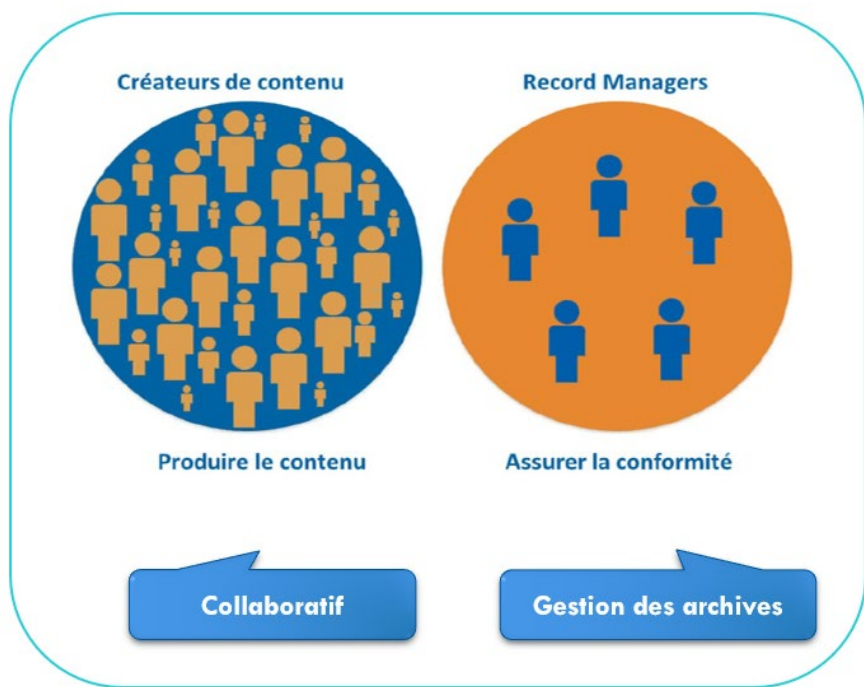 Créateurs de contenu
Record Managers
Produire le contenu
Assurer la conformité
Collaboratif
Gestion des archives